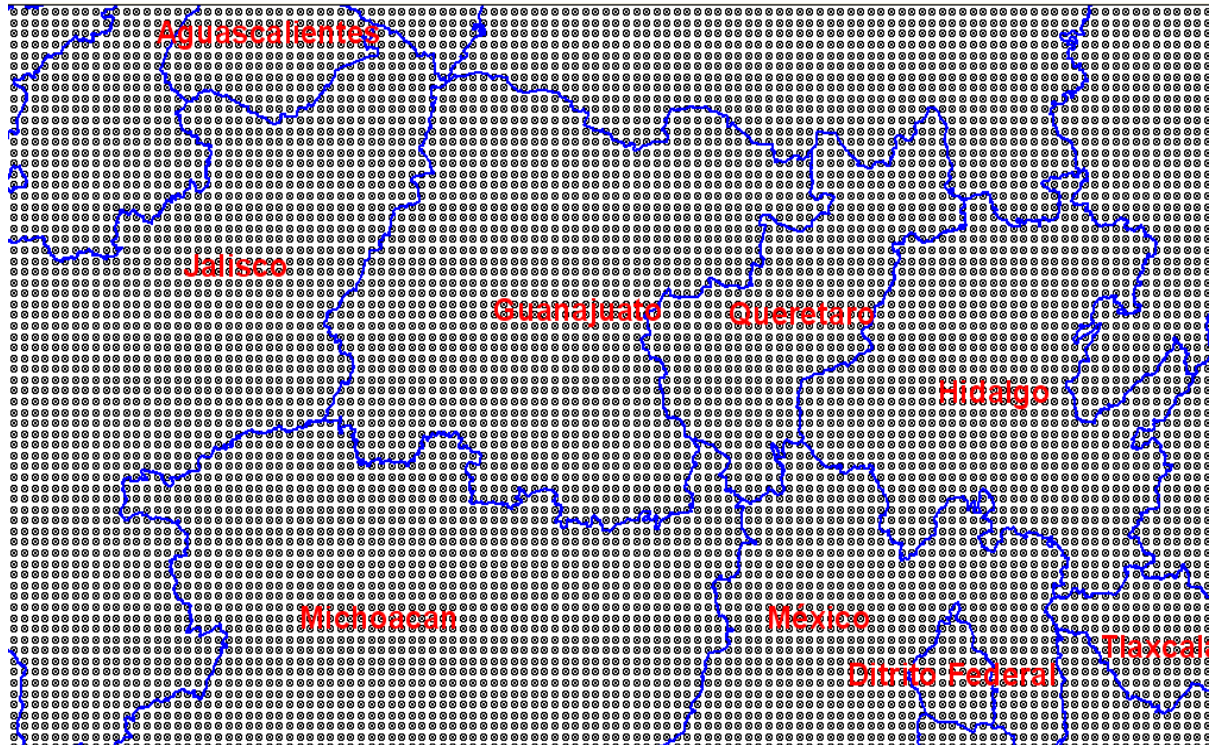 Aguascalientes
Jalisco
Guanajuato
Queretaro
Hidalgo
Michoacan
México
Tlaxcala
Ditrito Federal